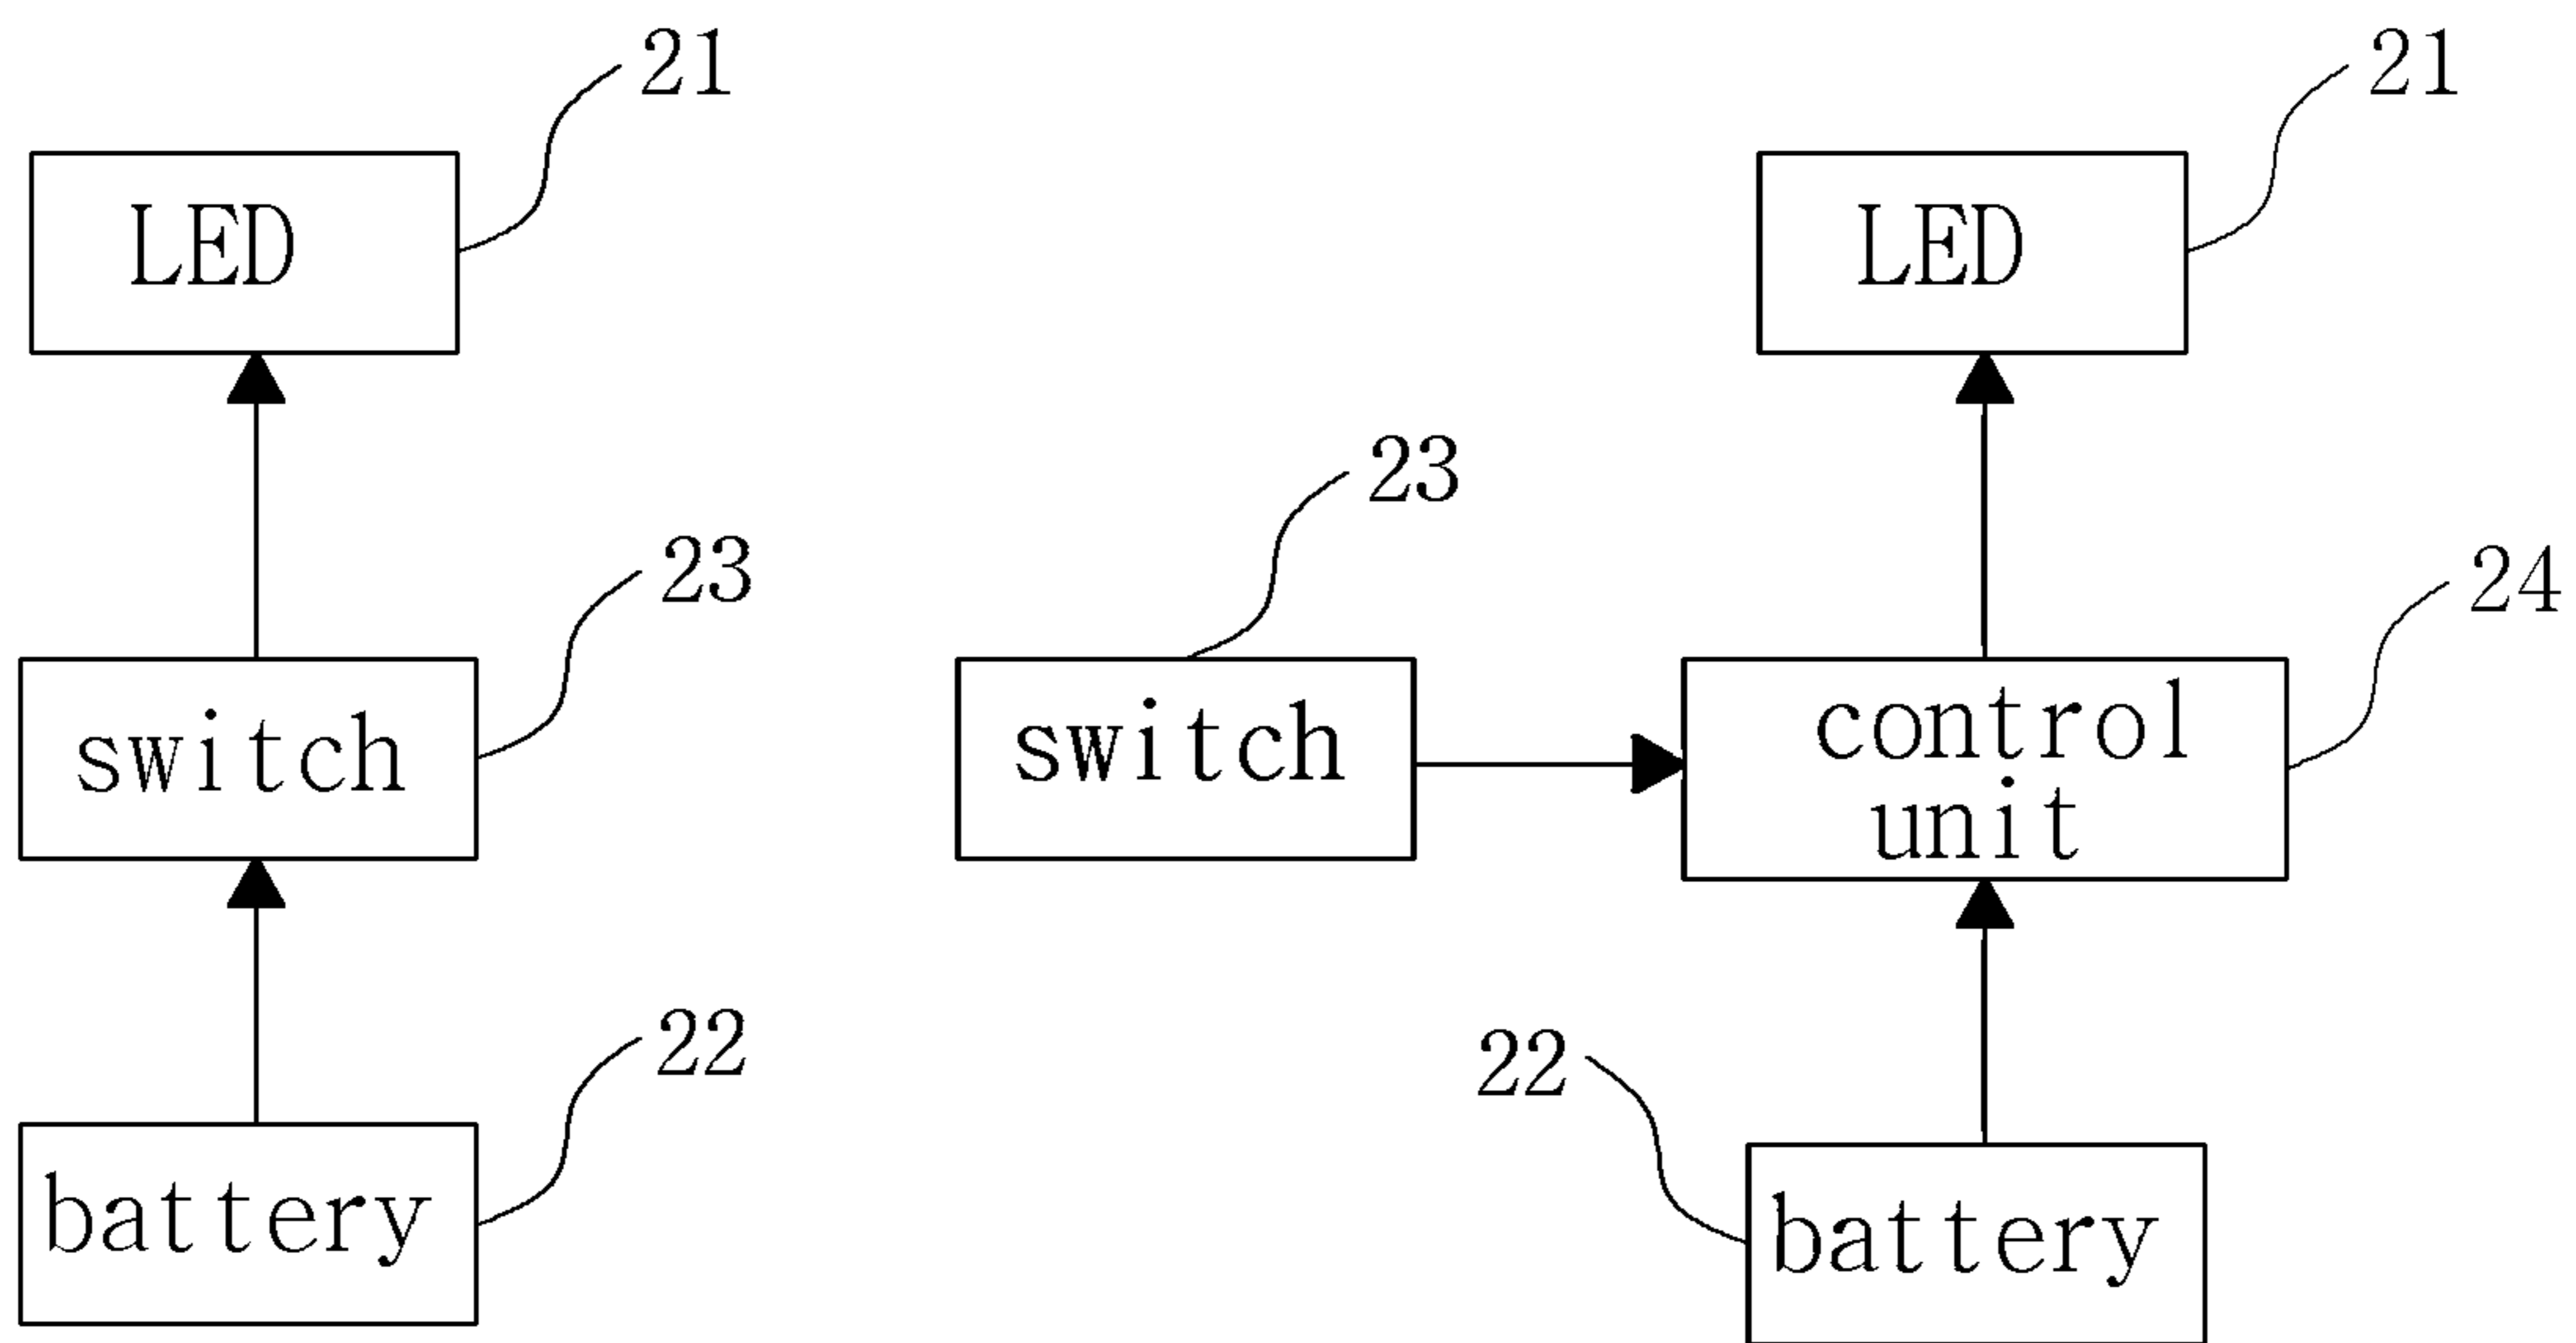 21
LED
23
switch
22
battery
21
LED
23
switch
24
control
unit
22
battery